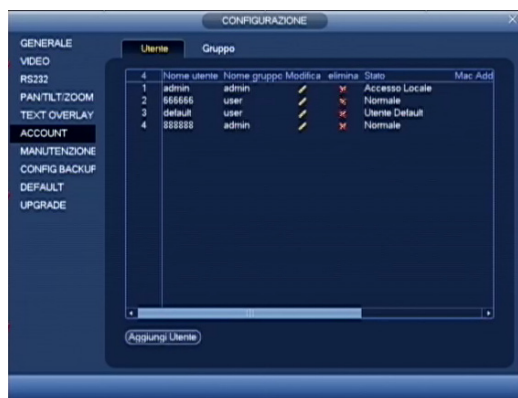 CONFIGURAZIONE
GENERALE
VIDEO
RS232
PAN/TILT/ZOOM
TEXT OVERLAY
ACCOUNT
MANUTENZIONE
CONFIG BACKUP
DEFAULT
UPGRADE
Utente Gruppo
4 Nome utente Nome gruppo Modifica elimina Stato Mac Add
1 admin admin Accesso Locale
2 666666 user Normale
3 default user Utente Default
4 888888 admin Normale
Aggiungi Utente